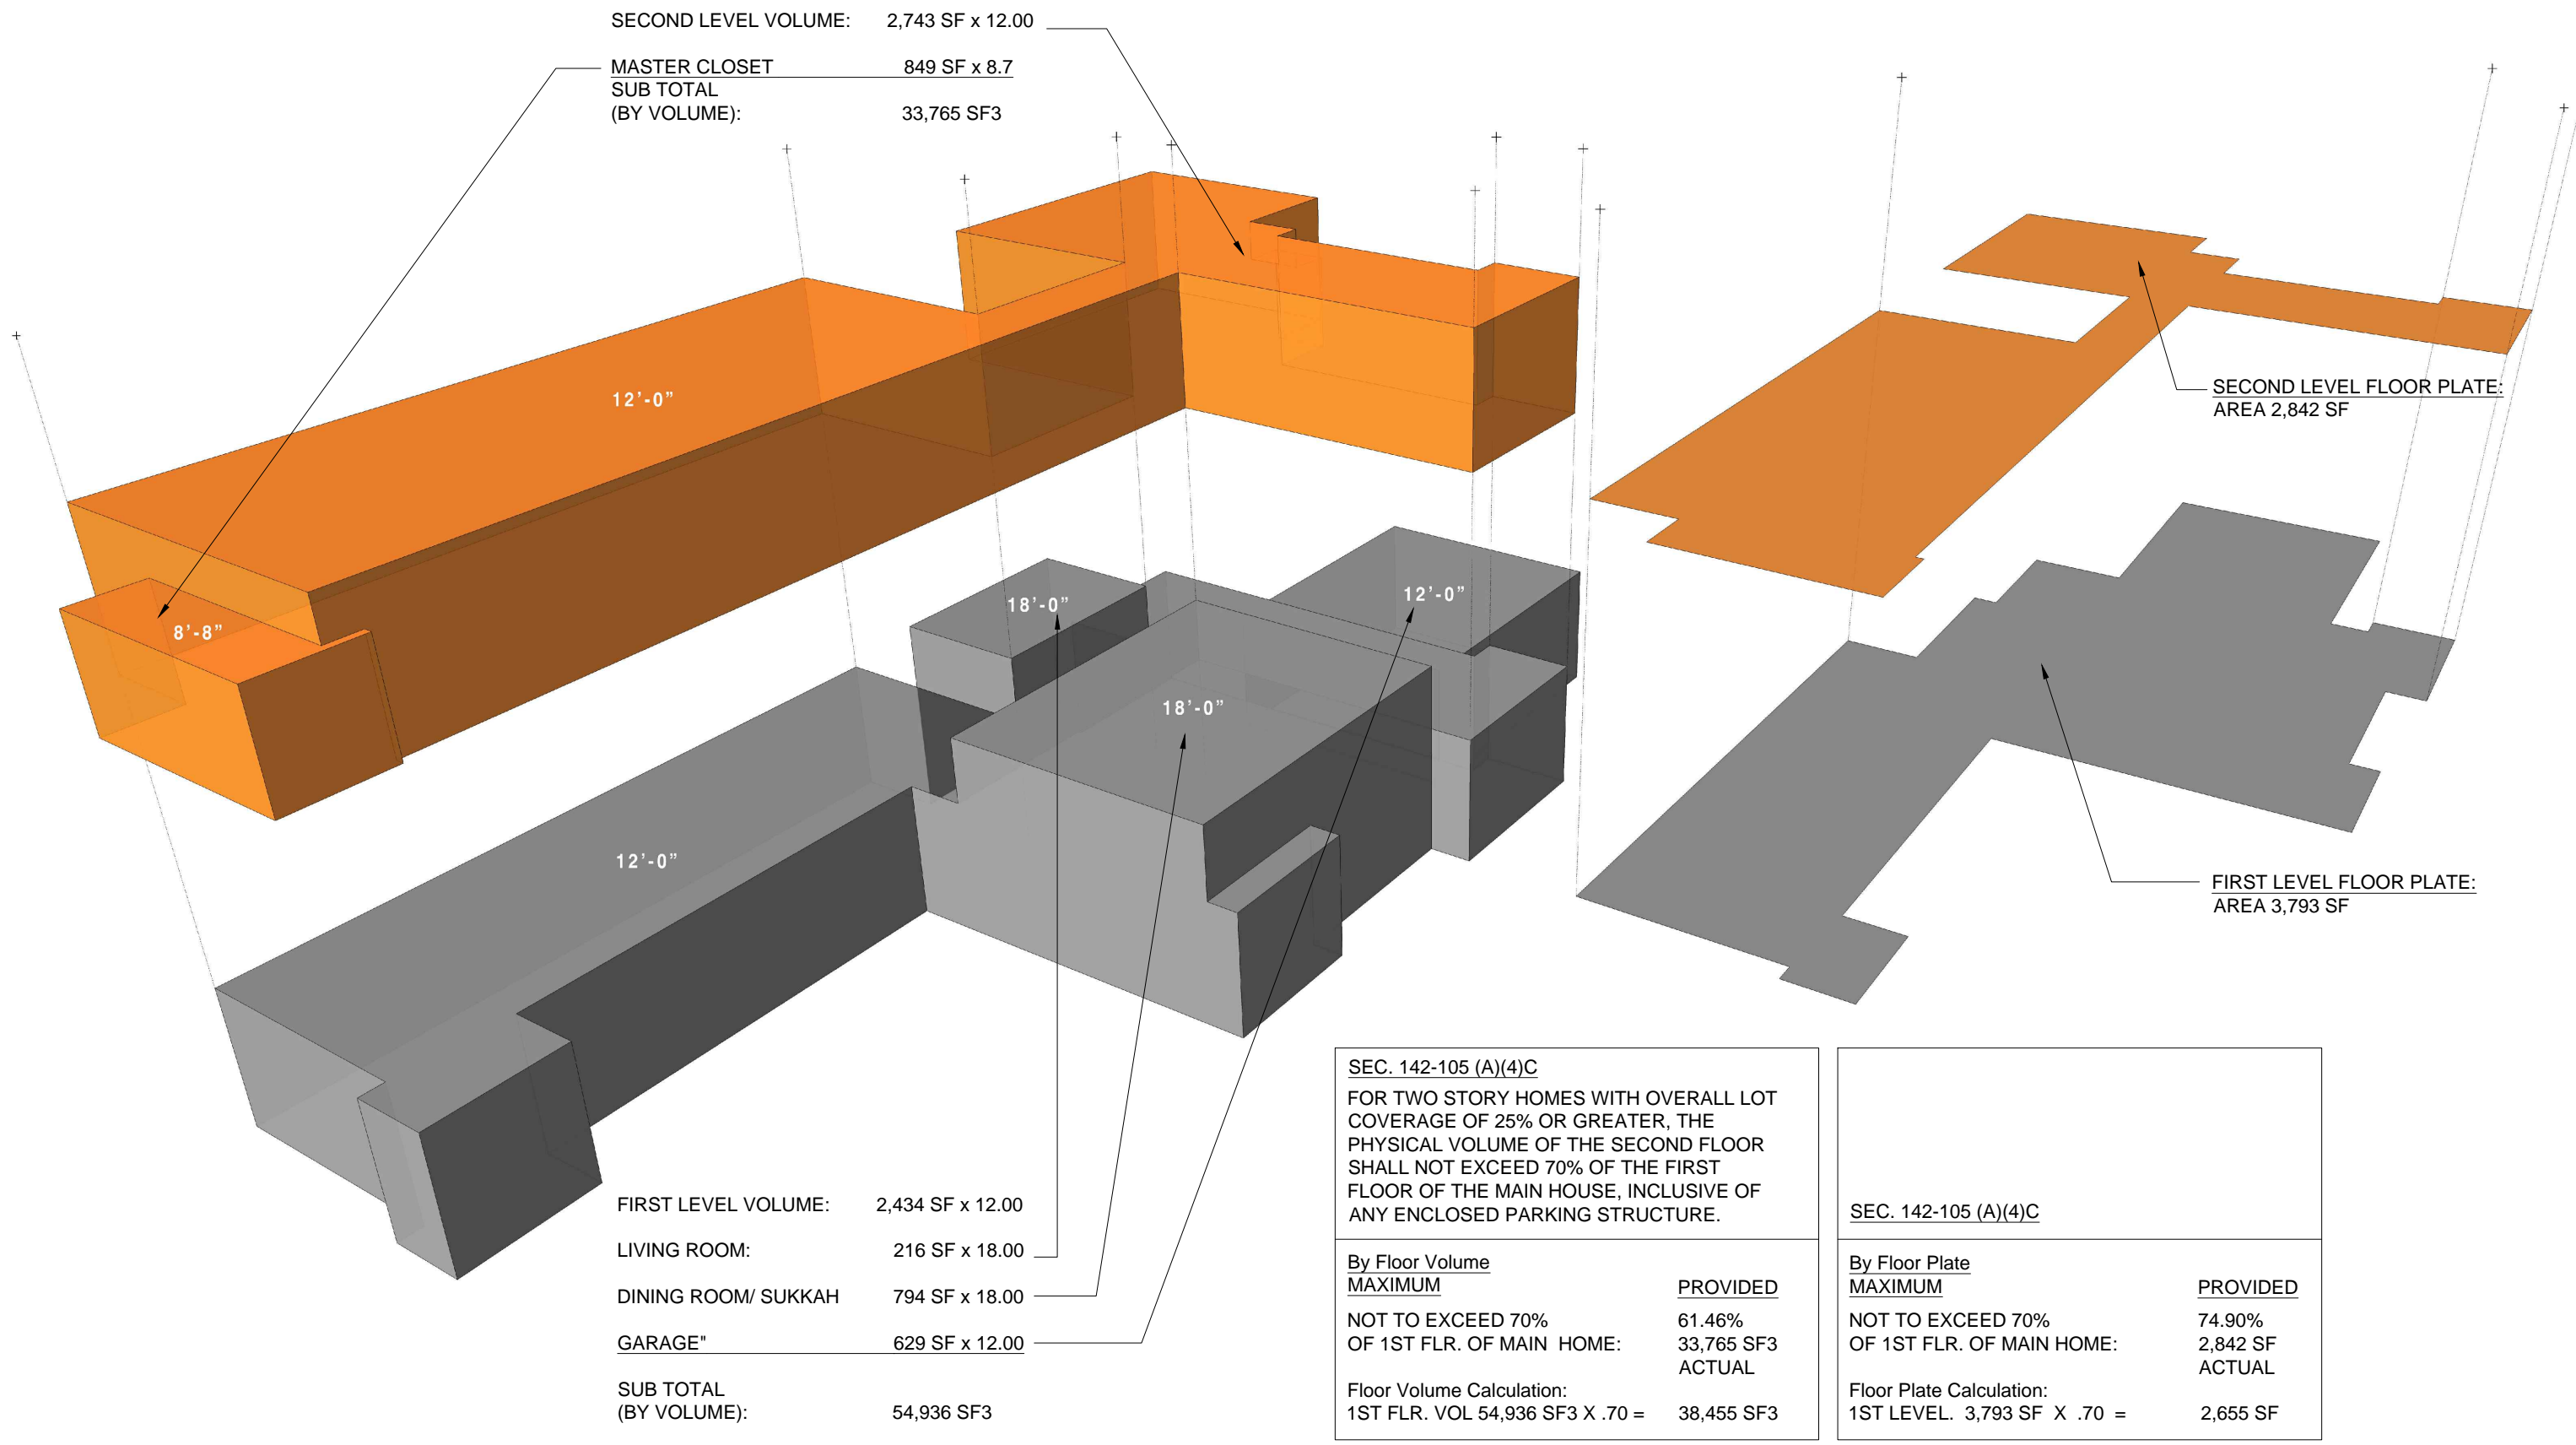 SECOND LEVEL VOLUME: 2,743 SF x 12.00
MASTER CLOSET 849 SF x 8.7
SUB TOTAL
(BY VOLUME): 33,765 SF3
12'-0"
8'-8"
18'-0"
12'-0"
18'-0"
12'-0"
SECOND LEVEL FLOOR PLATE:
AREA 2,842 SF
FIRST LEVEL FLOOR PLATE:
AREA 3,793 SF
FIRST LEVEL VOLUME: 2,434 SF x 12.00
LIVING ROOM: 216 SF x 18.00
DINING ROOM/ SUKKAH 794 SF x 18.00
GARAGE" 629 SF x 12.00
SUB TOTAL
(BY VOLUME): 54,936 SF3
SEC. 142-105 (A)(4)C
FOR TWO STORY HOMES WITH OVERALL LOT
COVERAGE OF 25% OR GREATER, THE
PHYSICAL VOLUME OF THE SECOND FLOOR
SHALL NOT EXCEED 70% OF THE FIRST
FLOOR OF THE MAIN HOUSE, INCLUSIVE OF
ANY ENCLOSED PARKING STRUCTURE.
By Floor Volume
MAXIMUM PROVIDED
NOT TO EXCEED 70% 61.46%
OF 1ST FLR. OF MAIN HOME: 33,765 SF3
ACTUAL
Floor Volume Calculation:
1ST FLR. VOL 54,936 SF3 X .70 = 38,455 SF3
SEC. 142-105 (A)(4)C
By Floor Plate
MAXIMUM PROVIDED
NOT TO EXCEED 70% 74.90%
OF 1ST FLR. OF MAIN HOME: 2,842 SF
ACTUAL
Floor Plate Calculation:
1ST LEVEL. 3,793 SF X .70 = 2,655 SF